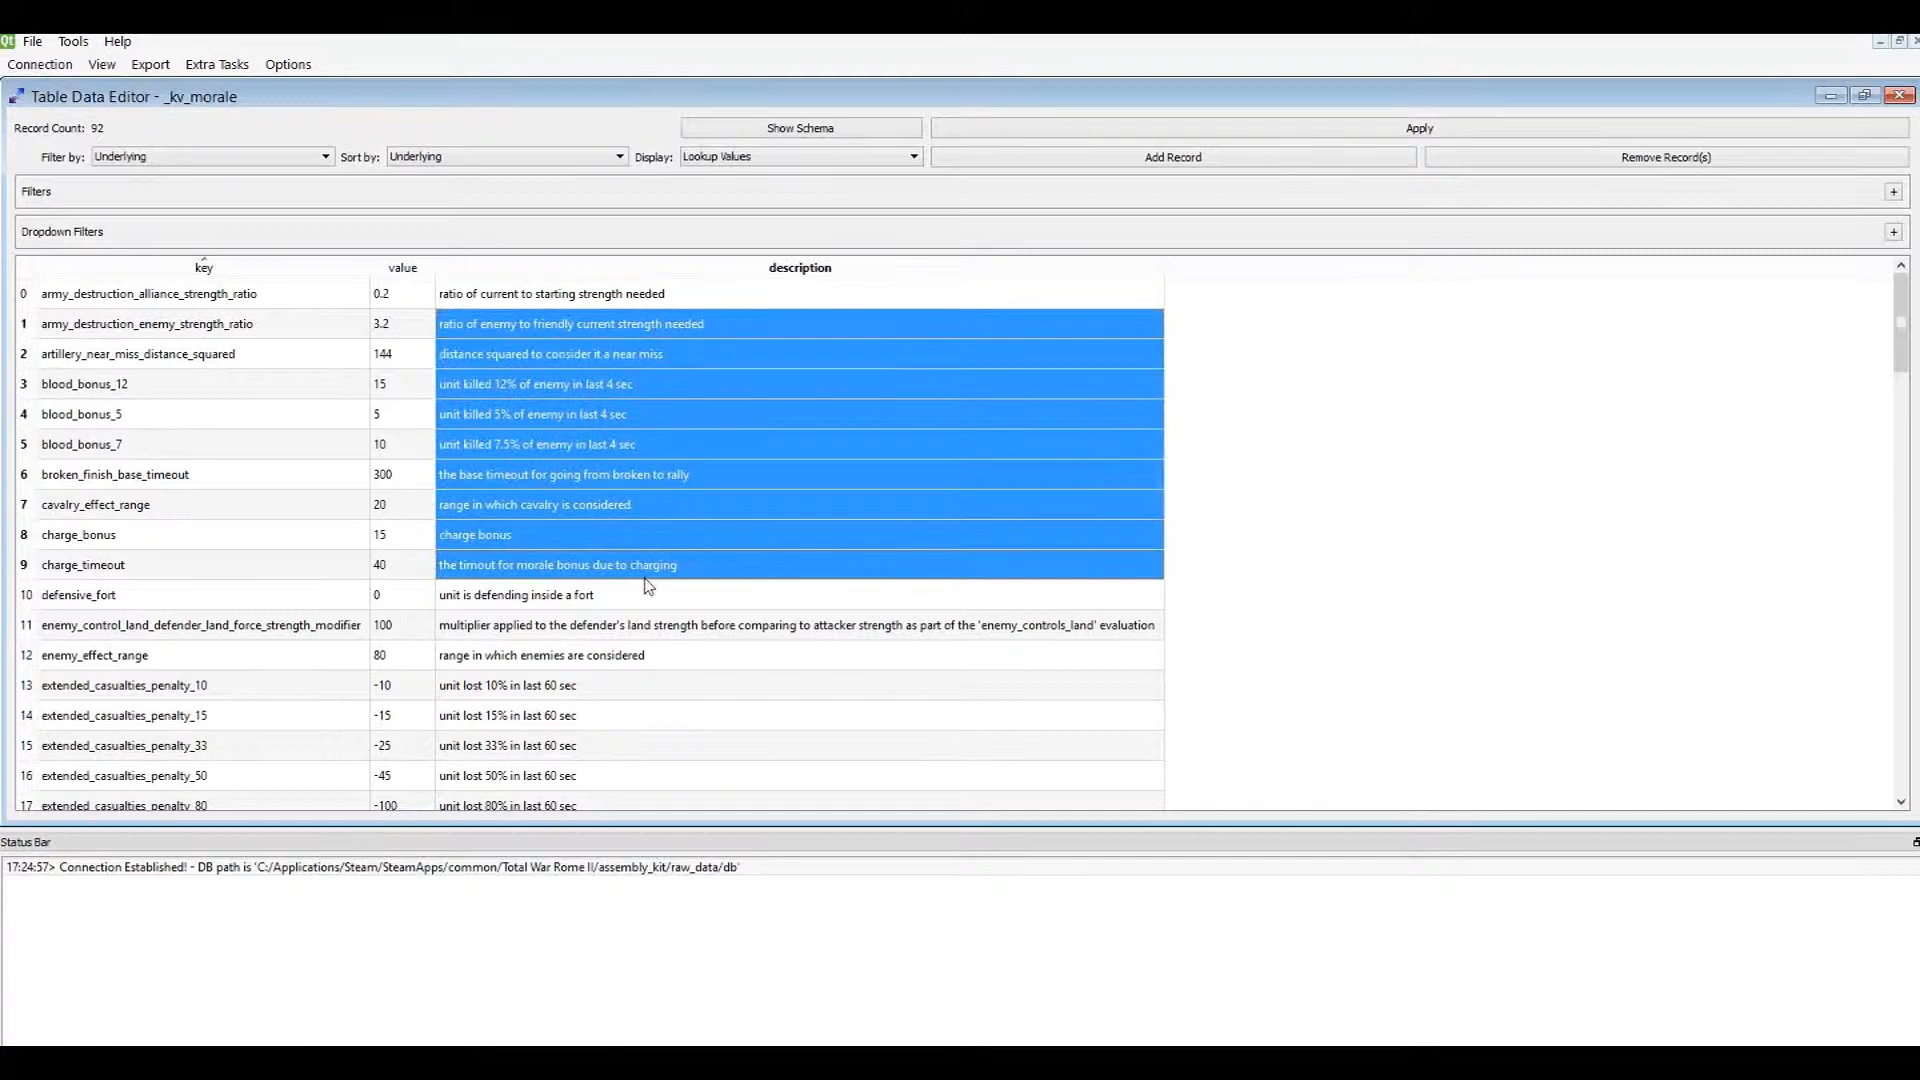 Qt File Tools Help
Connection View Export Extra Tasks Options
Table Data Editor - _kv_morale
Record Count: 92 Show Schema Apply
Filter by: Underlying Sort by: Underlying Display: Lookup Values Add Record Remove Record(s)
Filters +
Dropdown Filters +
key value description
0 army_destruction_alliance_strength_ratio 0.2 ratio of current to starting strength needed
1 army_destruction_enemy_strength_ratio 3.2 ratio of enemy to friendly current strength needed
2 artillery_near_miss_distance_squared 144 distance squared to consider it a near miss
3 blood_bonus_12 15 unit killed 12% of enemy in last 4 sec
4 blood_bonus_5 5 unit killed 5% of enemy in last 4 sec
5 blood_bonus_7 10 unit killed 7.5% of enemy in last 4 sec
6 broken_finish_base_timeout 300 the base timeout for going from broken to rally
7 cavalry_effect_range 20 range in which cavalry is considered
8 charge_bonus 15 charge bonus
9 charge_timeout 40 the timout for morale bonus due to charging
10 defensive_fort 0 unit is defending inside a fort
11 enemy_control_land_defender_land_force_strength_modifier 100 multiplier applied to the defender's land strength before comparing to attacker strength as part of the 'enemy_controls_land' evaluation
12 enemy_effect_range 80 range in which enemies are considered
13 extended_casualties_penalty_10 -10 unit lost 10% in last 60 sec
14 extended_casualties_penalty_15 -15 unit lost 15% in last 60 sec
15 extended_casualties_penalty_33 -25 unit lost 33% in last 60 sec
16 extended_casualties_penalty_50 -45 unit lost 50% in last 60 sec
17 extended_casualties_penalty_80 -100 unit lost 80% in last 60 sec
Status Bar
17:24:57> Connection Established! - DB path is 'C:/Applications/Steam/SteamApps/common/Total War Rome II/assembly_kit/raw_data/db'